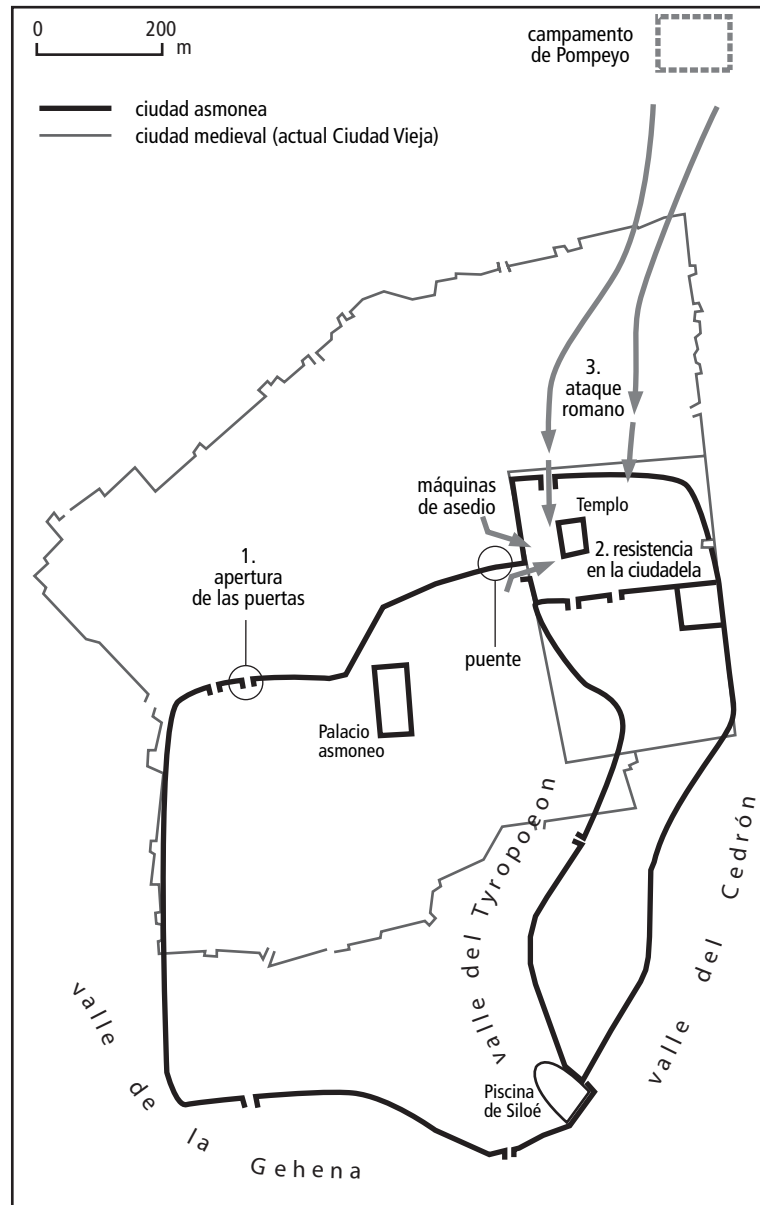 0 200
m
campamento
de Pompeyo
ciudad asmonea
ciudad medieval (actual Ciudad Vieja)
3.
ataque
romano
máquinas
de asedio
Templo
1.
apertura
de las puertas
2. resistencia
en la ciudadela
puente
Palacio
asmoneo
valle del Tyropoeon
valle del Cedrón
valle de la Gehena
Piscina
de Siloé